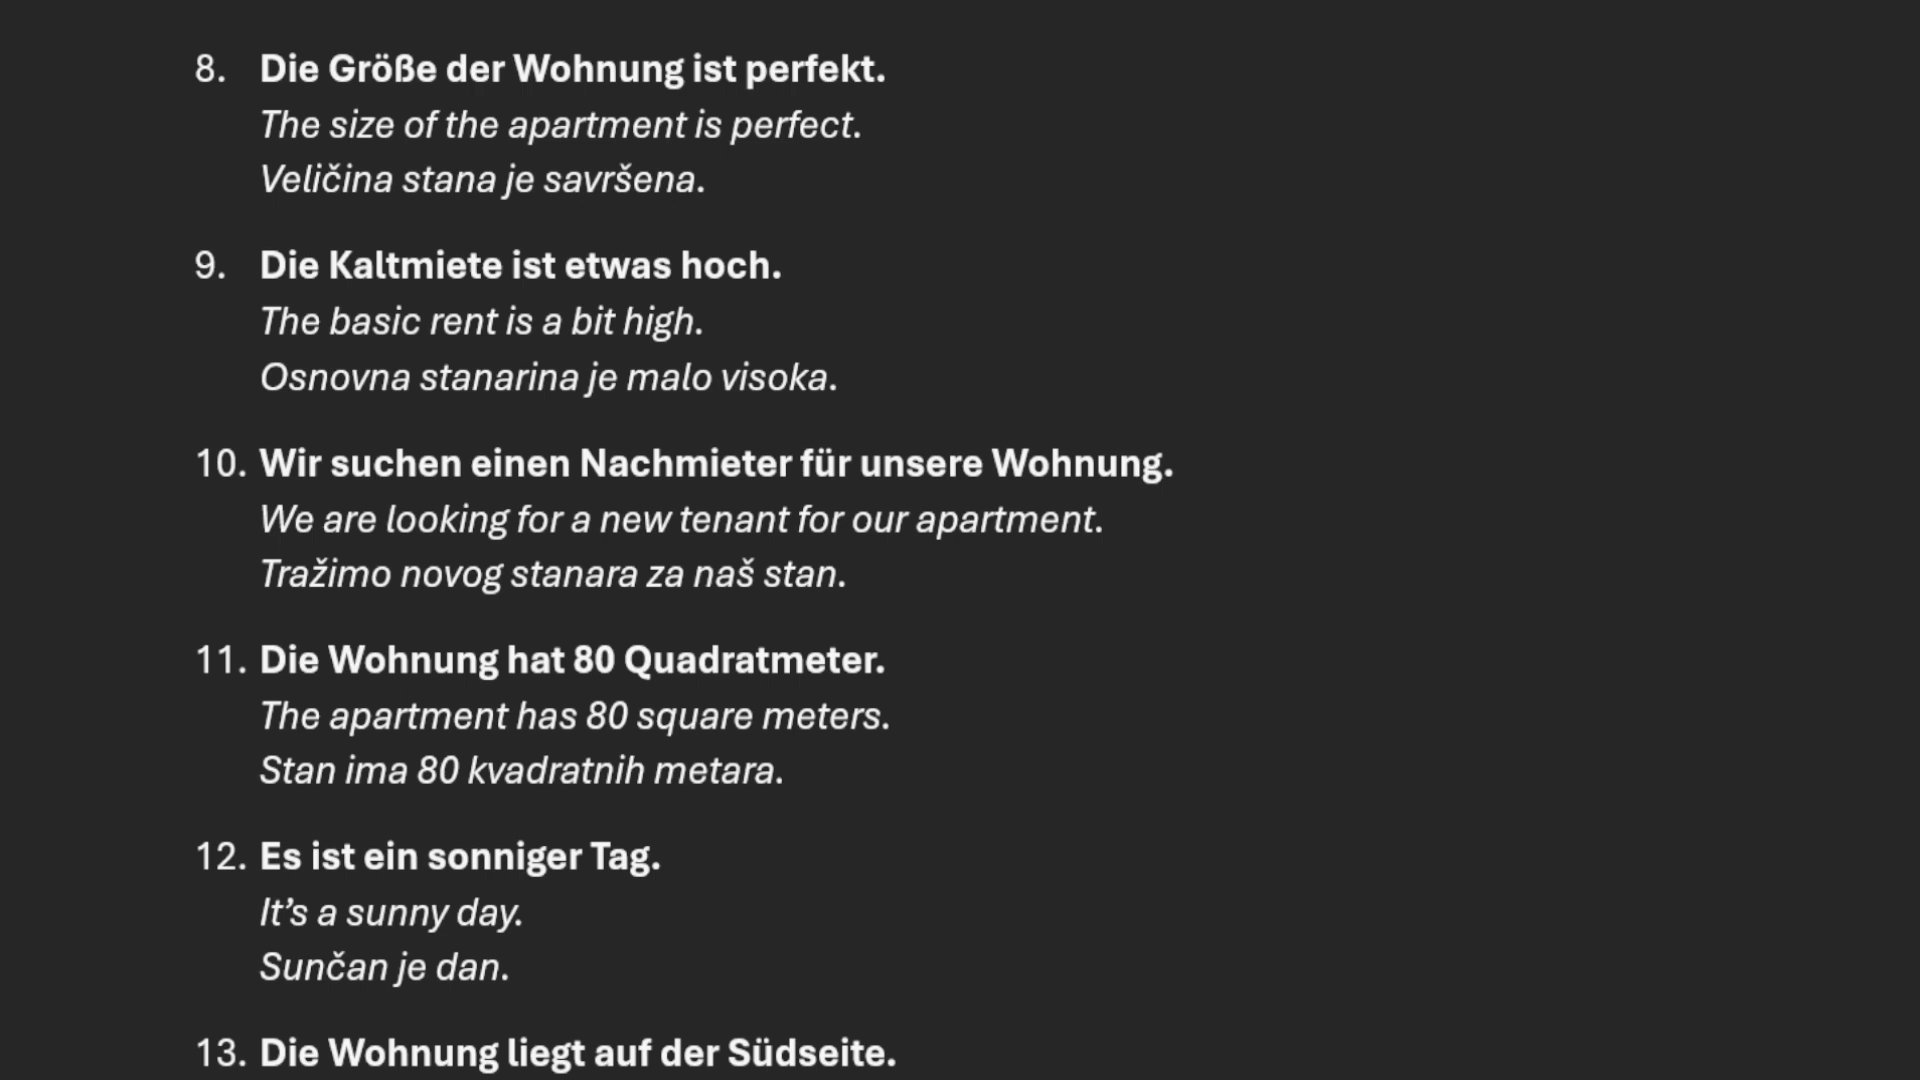 8. Die Größe der Wohnung ist perfekt.
The size of the apartment is perfect.
Veličina stana je savršena.
9. Die Kaltmiete ist etwas hoch.
The basic rent is a bit high.
Osnovna stanarina je malo visoka.
10. Wir suchen einen Nachmieter für unsere Wohnung.
We are looking for a new tenant for our apartment.
Tražimo novog stanara za naš stan.
11. Die Wohnung hat 80 Quadratmeter.
The apartment has 80 square meters.
Stan ima 80 kvadratnih metara.
12. Es ist ein sonniger Tag.
It’s a sunny day.
Sunčan je dan.
13. Die Wohnung liegt auf der Südseite.